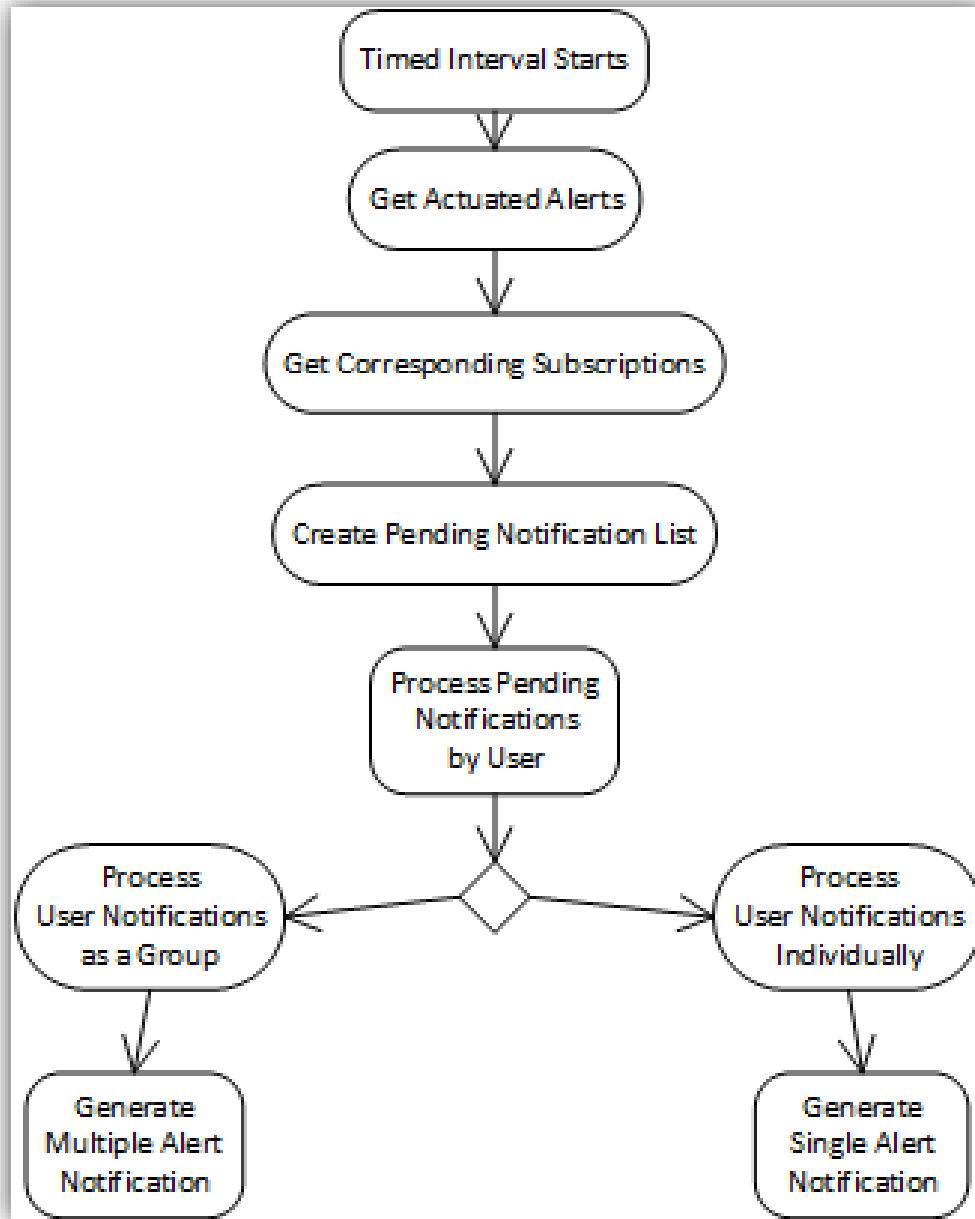 Timed Interval Starts
Get Actuated Alerts
Get Corresponding Subscriptions
Create Pending Notification List
Process Pending
Notifications
by User
Process
User Notifications
as a Group
Process
User Notifications
Individually
Generate
Multiple Alert
Notification
Generate
Single Alert
Notification